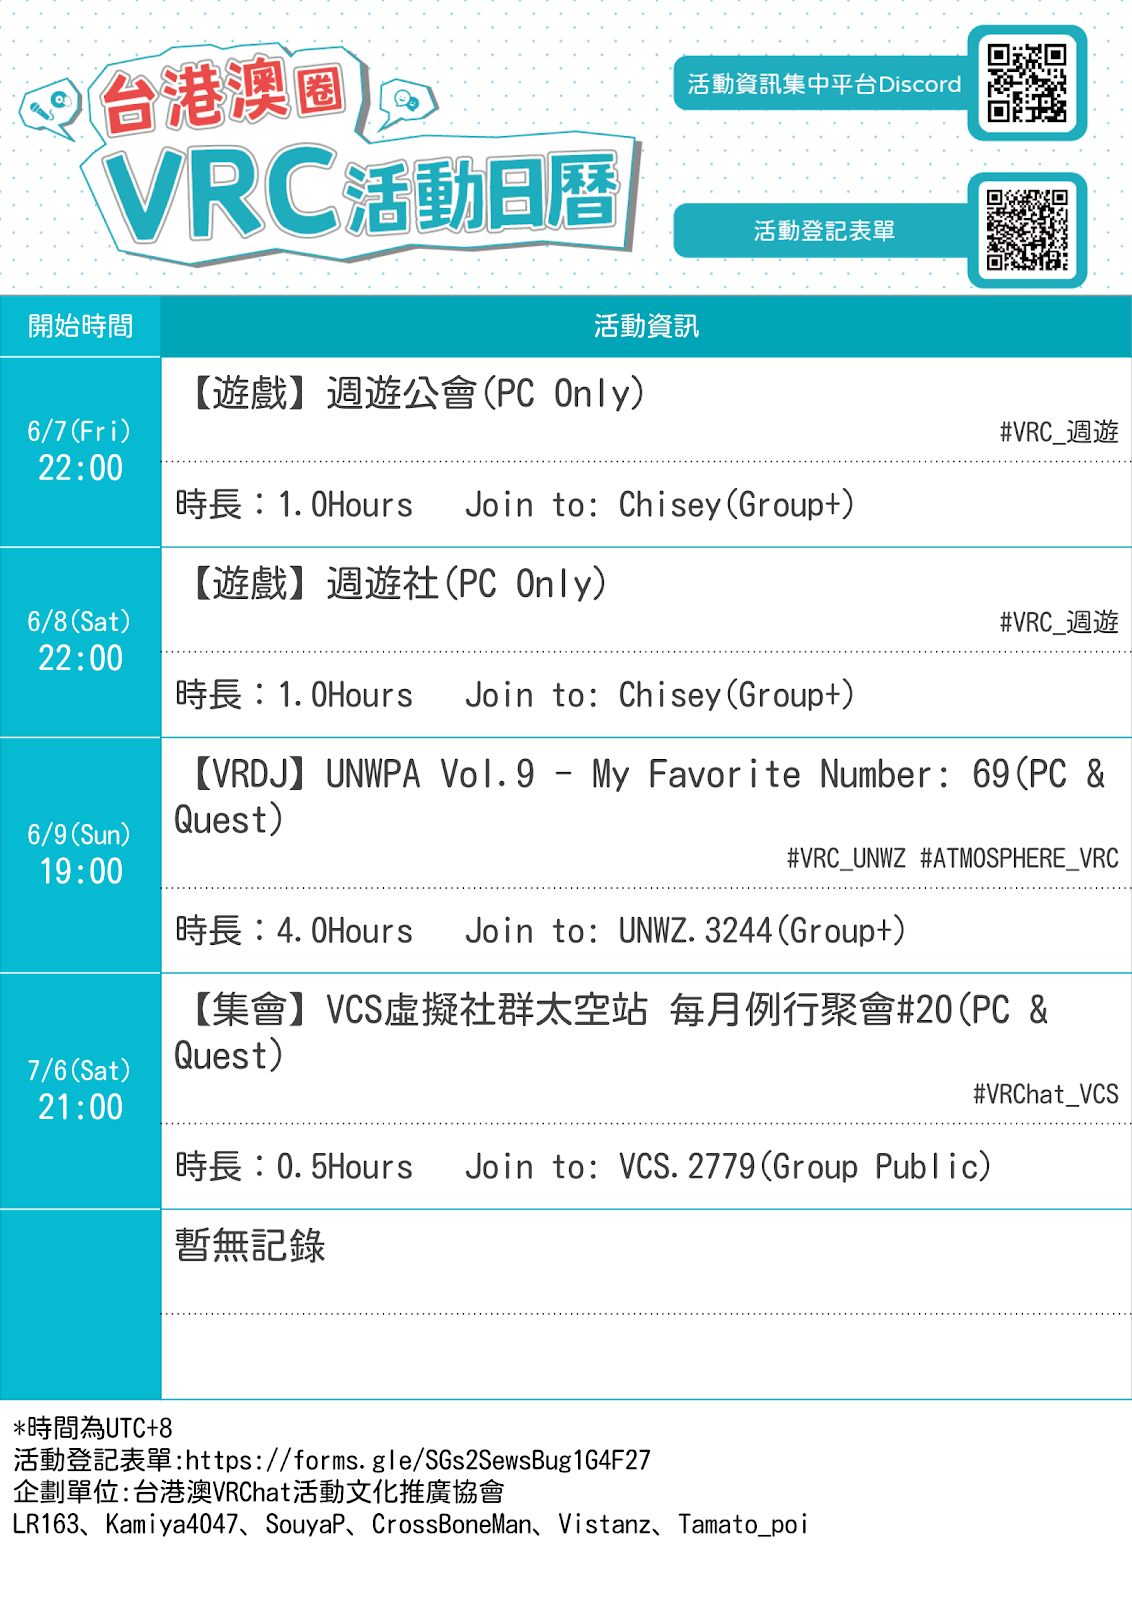 台港澳圈
VRC活動日曆
活動資訊集中平台Discord
活動登記表單
開始時間
活動資訊
6/7(Fri)
22:00
【遊戲】週遊公會(PC Only)
#VRC_週遊
時長：1.0Hours Join to: Chisey(Group+)
6/8(Sat)
22:00
【遊戲】週遊社(PC Only)
#VRC_週遊
時長：1.0Hours Join to: Chisey(Group+)
6/9(Sun)
19:00
【VRDJ】UNWPA Vol.9 - My Favorite Number: 69(PC &
Quest)
#VRC_UNWZ #ATMOSPHERE_VRC
時長：4.0Hours Join to: UNWZ.3244(Group+)
7/6(Sat)
21:00
【集會】VCS虛擬社群太空站 每月例行聚會#20(PC &
Quest)
#VRChat_VCS
時長：0.5Hours Join to: VCS.2779(Group Public)
暫無記錄
*時間為UTC+8
活動登記表單:https://forms.gle/SGs2SewsBug1G4F27
企劃單位:台港澳VRChat活動文化推廣協會
LR163、Kamiya4047、SouyaP、CrossBoneMan、Vistanz、Tamato_poi